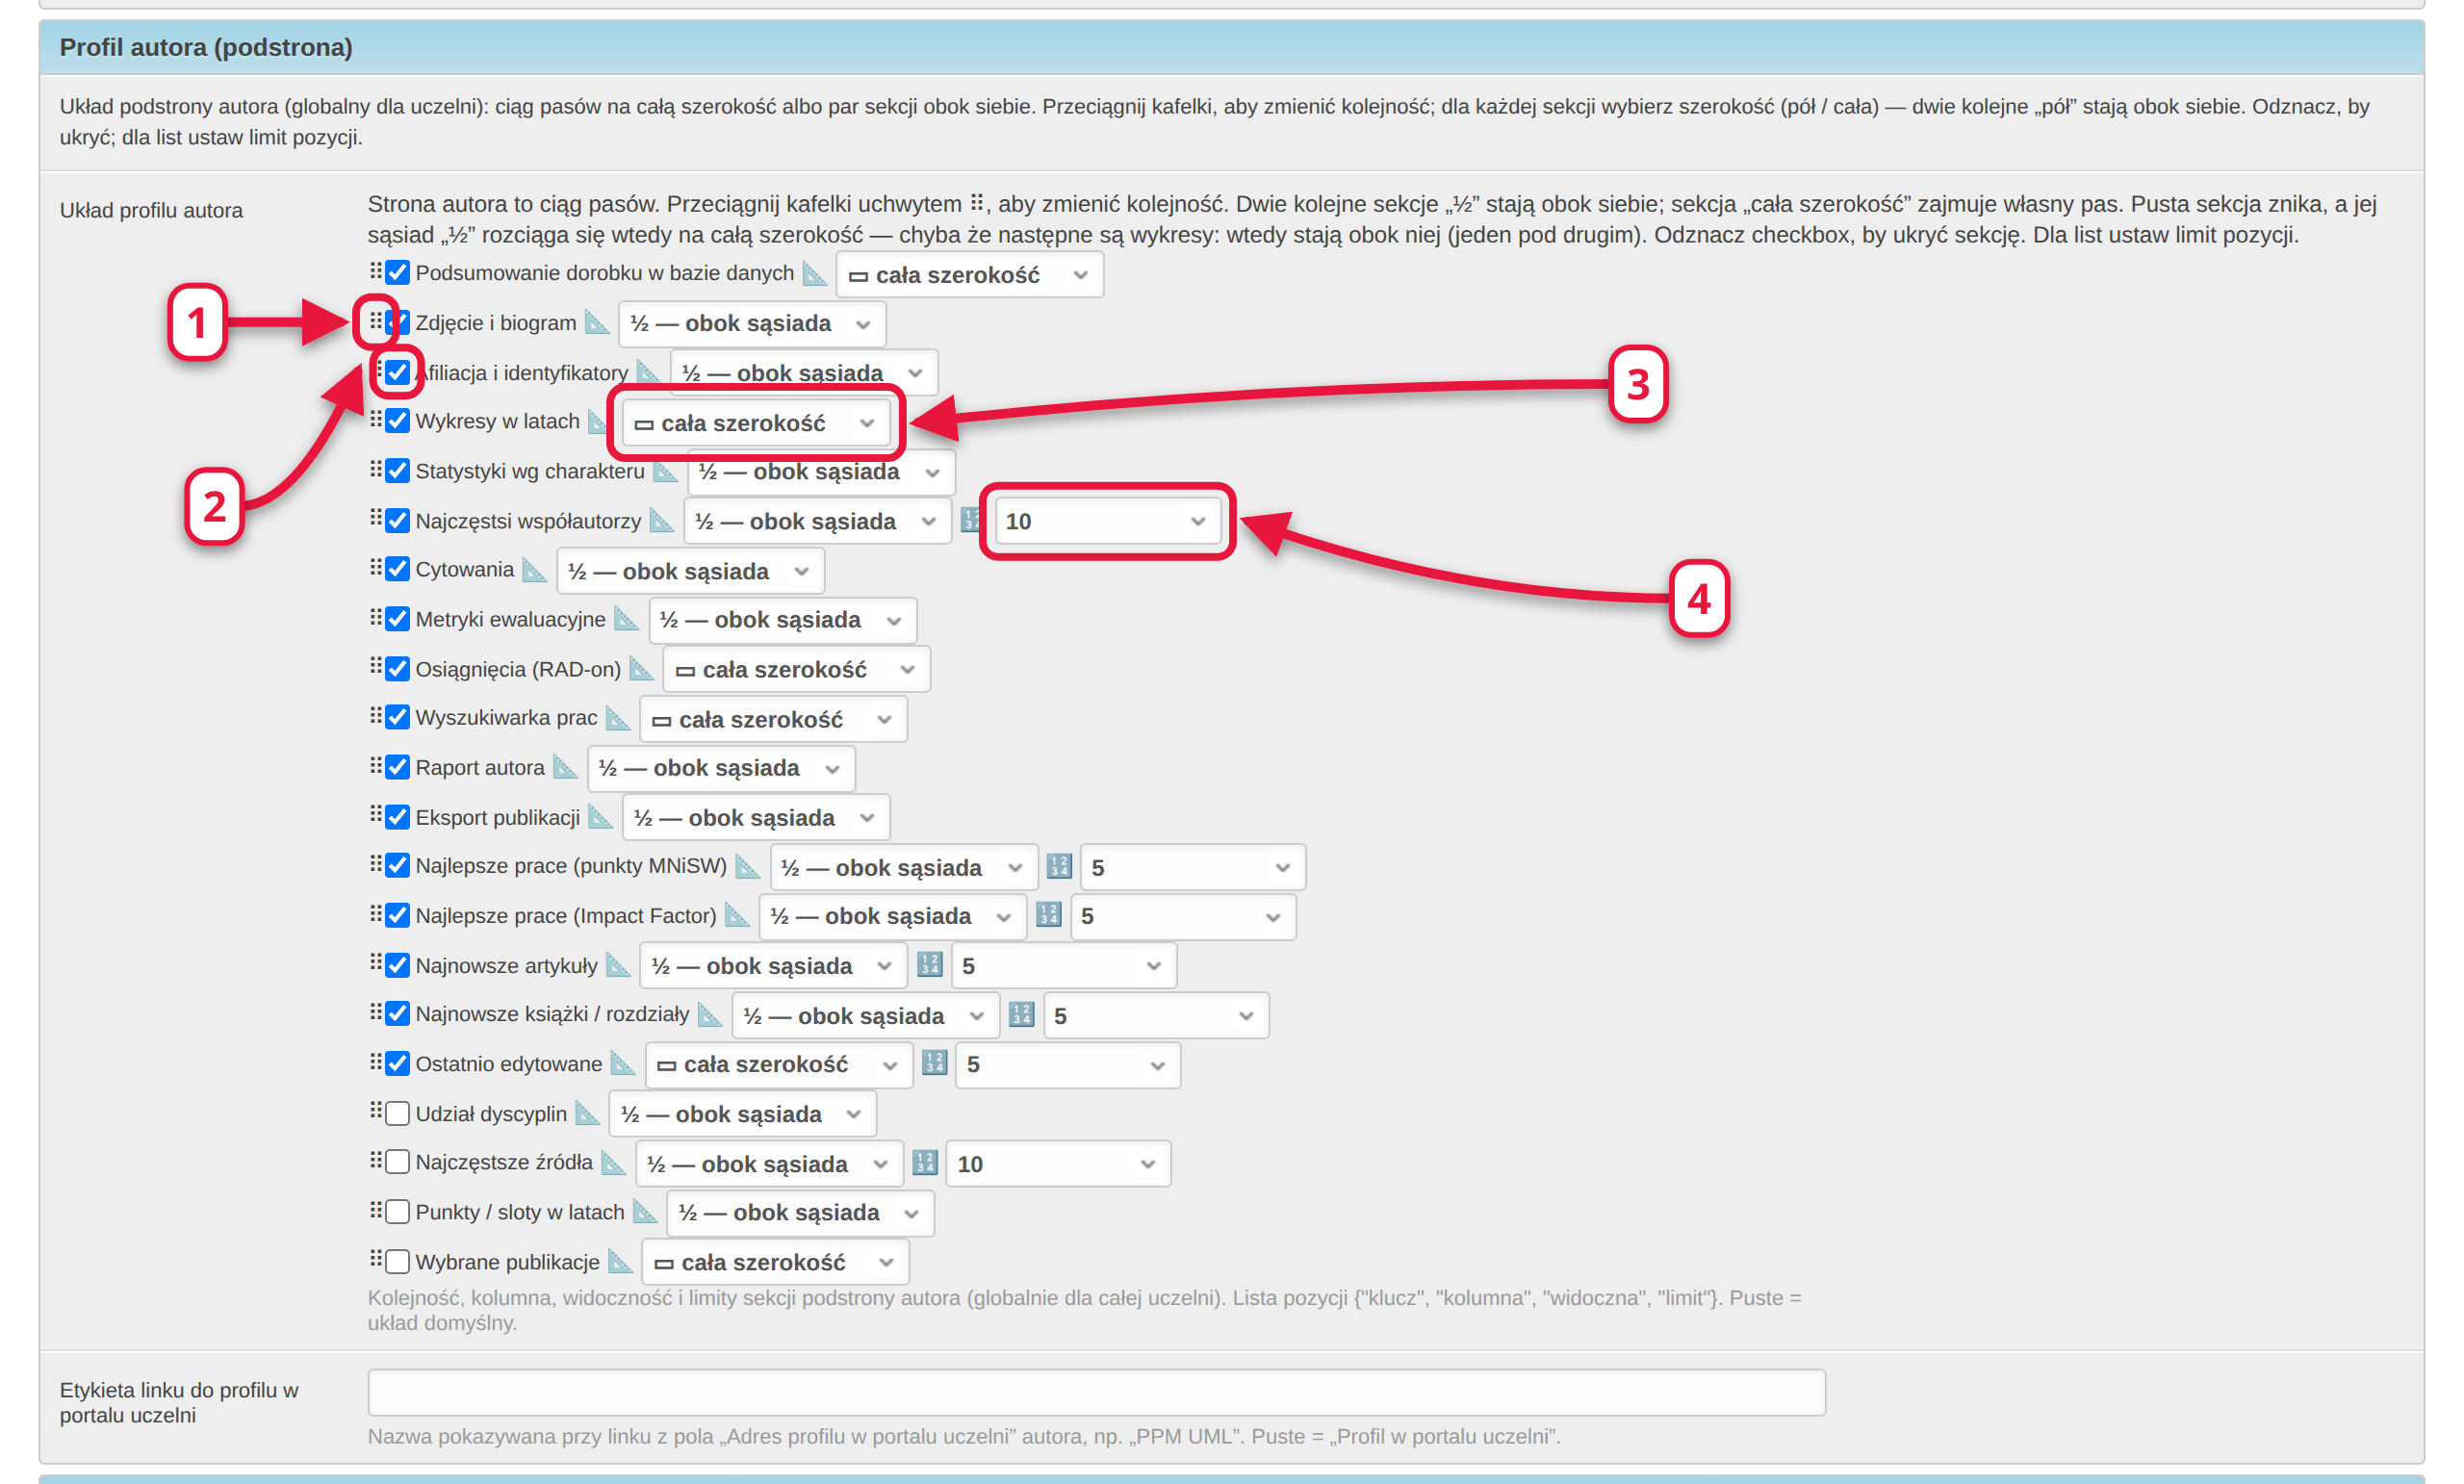 Profil autora (podstrona)
Układ podstrony autora (globalny dla uczelni): ciąg pasów na całą szerokość albo par sekcji obok siebie. Przeciągnij kafelki, aby zmienić kolejność; dla każdej sekcji wybierz szerokość (pół / cała) — dwie kolejne „pół” stają obok siebie. Odznacz, by
ukryć; dla list ustaw limit pozycji.
Układ profilu autora
Strona autora to ciąg pasów. Przeciągnij kafelki uchwytem ⠿, aby zmienić kolejność. Dwie kolejne sekcje „½” stają obok siebie; sekcja „cała szerokość” zajmuje własny pas. Pusta sekcja znika, a jej
sąsiad „½” rozciąga się wtedy na całą szerokość — chyba że następne są wykresy: wtedy stają obok niej (jeden pod drugim). Odznacz checkbox, by ukryć sekcję. Dla list ustaw limit pozycji.
Podsumowanie dorobku w bazie danych 📐 ▭ cała szerokość
1
Zdjęcie i biogram 📐 ½ — obok sąsiada
Afiliacja i identyfikatory 📐 ½ — obok sąsiada
3
Wykresy w latach 📐 ▭ cała szerokość
Statystyki wg charakteru 📐 ½ — obok sąsiada
2
Najczęstsi współautorzy 📐 ½ — obok sąsiada 🔢 10
Cytowania 📐 ½ — obok sąsiada
4
Metryki ewaluacyjne 📐 ½ — obok sąsiada
Osiągnięcia (RAD-on) 📐 ▭ cała szerokość
Wyszukiwarka prac 📐 ▭ cała szerokość
Raport autora 📐 ½ — obok sąsiada
Eksport publikacji 📐 ½ — obok sąsiada
Najlepsze prace (punkty MNiSW) 📐 ½ — obok sąsiada 🔢 5
Najlepsze prace (Impact Factor) 📐 ½ — obok sąsiada 🔢 5
Najnowsze artykuły 📐 ½ — obok sąsiada 🔢 5
Najnowsze książki / rozdziały 📐 ½ — obok sąsiada 🔢 5
Ostatnio edytowane 📐 ▭ cała szerokość 🔢 5
Udział dyscyplin 📐 ½ — obok sąsiada
Najczęstsze źródła 📐 ½ — obok sąsiada 🔢 10
Punkty / sloty w latach 📐 ½ — obok sąsiada
Wybrane publikacje 📐 ▭ cała szerokość
Kolejność, kolumna, widoczność i limity sekcji podstrony autora (globalnie dla całej uczelni). Lista pozycji {"klucz", "kolumna", "widoczna", "limit"}. Puste =
układ domyślny.
Etykieta linku do profilu w
portalu uczelni
Nazwa pokazywana przy linku z pola „Adres profilu w portalu uczelni” autora, np. „PPM UML”. Puste = „Profil w portalu uczelni”.